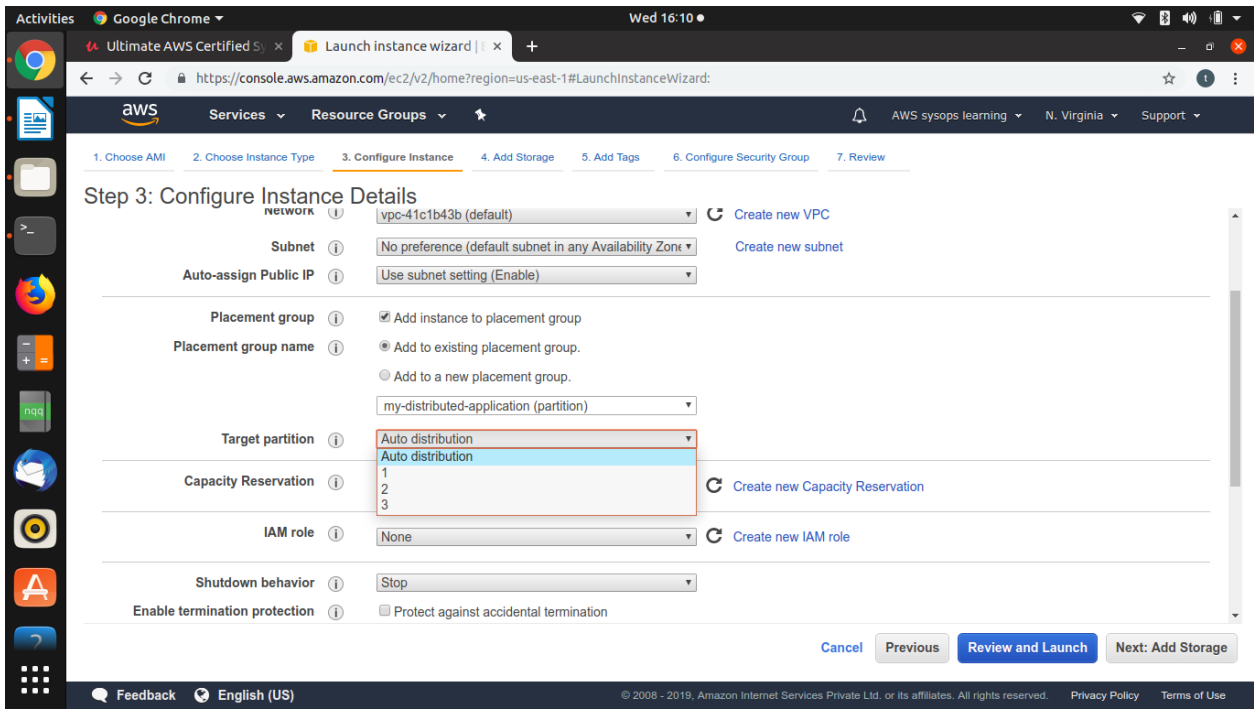 Activities Google Chrome Wed 16:10
Ultimate AWS Certified Sy Launch instance wizard |
https://console.aws.amazon.com/ec2/v2/home?region=us-east-1#LaunchInstanceWizard: t
aws Services Resource Groups AWS sysops learning N. Virginia Support
1. Choose AMI 2. Choose Instance Type 3. Configure Instance 4. Add Storage 5. Add Tags 6. Configure Security Group 7. Review
Step 3: Configure Instance Details
Network vpc-41c1b43b (default) Create new VPC
Subnet No preference (default subnet in any Availability Zone Create new subnet
Auto-assign Public IP Use subnet setting (Enable)
Placement group Add instance to placement group
Placement group name Add to existing placement group.
Add to a new placement group.
my-distributed-application (partition)
Target partition Auto distribution
Auto distribution
1
2
3
Capacity Reservation Create new Capacity Reservation
IAM role None Create new IAM role
Shutdown behavior Stop
Enable termination protection Protect against accidental termination
Cancel Previous Review and Launch Next: Add Storage
nqq
Feedback English (US) © 2008 - 2019, Amazon Internet Services Private Ltd. or its affiliates. All rights reserved. Privacy Policy Terms of Use